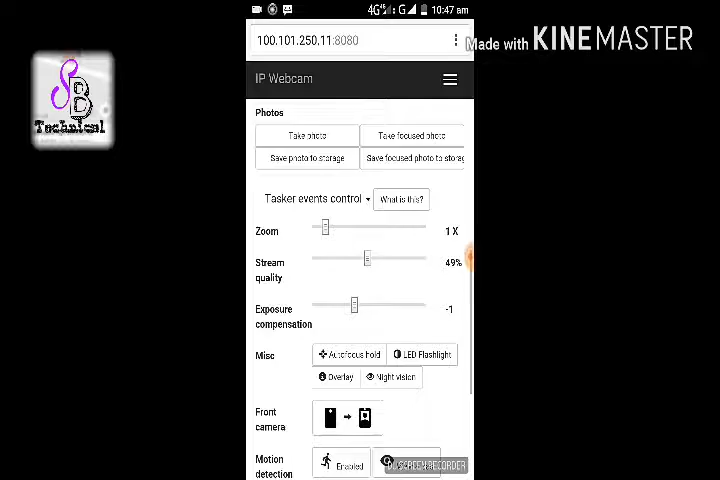 4G G 10:47 am
100.101.250.11:8080
Made with KINEMASTER
SB
Technical
IP Webcam
Photos
Take photo
Take focused photo
Save photo to storage
Save focused photo to storag
Tasker events control
What is this?
Zoom
1 X
Stream quality
49%
Exposure compensation
-1
Misc
Autofocus hold
LED Flashlight
Overlay
Night vision
Front camera
Motion detection
Enabled
DU SCREEN RECORDER